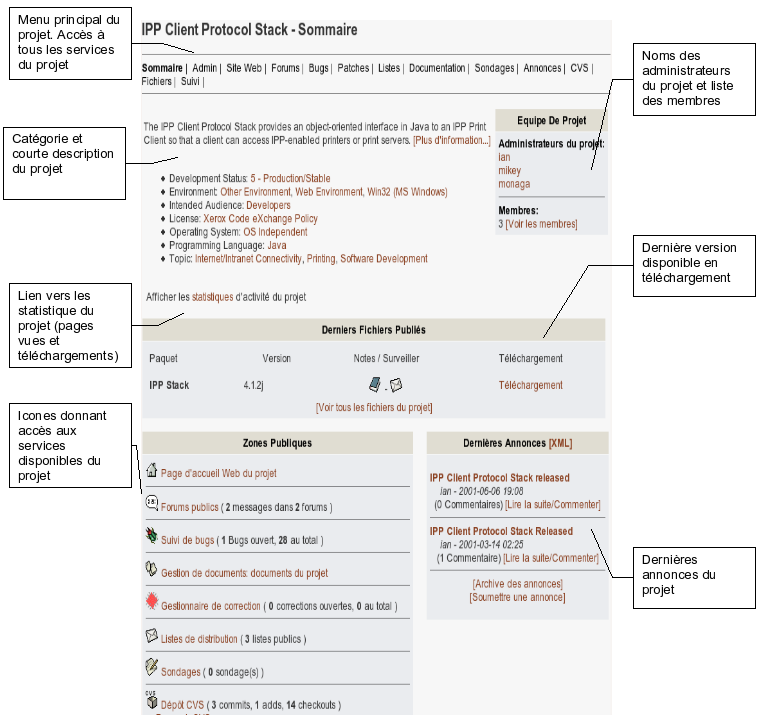 Menu principal du
projet. Accès à
tous les services
du projet
IPP Client Protocol Stack - Sommaire
Sommaire | Admin | Site Web | Forums | Bugs | Patches | Listes | Documentation | Sondages | Annonces | CVS |
Fichiers | Suivi |
Noms des
administrateurs
du projet et liste
des membres
Catégorie et
courte description
du projet
The IPP Client Protocol Stack provides an object-oriented interface in Java to an IPP Print
Client so that a client can access IPP-enabled printers or print servers. [Plus d'information...]
♦ Development Status: 5 - Production/Stable
♦ Environment: Other Environment, Web Environment, Win32 (MS Windows)
♦ Intended Audience: Developers
♦ License: Xerox Code eXchange Policy
♦ Operating System: OS Independent
♦ Programming Language: Java
♦ Topic: Internet/Intranet Connectivity, Printing, Software Development
Equipe De Projet
Administrateurs du projet:
ian
mikey
monaga
Membres:
3 [Voir les membres]
Dernière version
disponible en
téléchargement
Lien vers les
statistique du
projet (pages
vues et
téléchargements)
Afficher les statistiques d'activité du projet
Derniers Fichiers Publiés
Paquet Version Notes / Surveiller Téléchargement
IPP Stack 4.1.2j - Téléchargement
[Voir tous les fichiers du projet]
Icones donnant
accès aux
services
disponibles du
projet
Zones Publiques
Page d'accueil Web du projet
Forums publics ( 2 messages dans 2 forums )
Suivi de bugs ( 1 Bugs ouvert, 28 au total )
Gestion de documents: documents du projet
Gestionnaire de correction ( 0 corrections ouvertes, 0 au total )
Listes de distribution ( 3 listes publics )
Sondages ( 0 sondage(s) )
CVS
Dépôt CVS ( 3 commits, 1 adds, 14 checkouts )
Dernières Annonces [XML]
IPP Client Protocol Stack released
ian - 2001-06-06 19:08
(0 Commentaires) [Lire la suite/Commenter]
IPP Client Protocol Stack Released
ian - 2001-03-14 02:25
(1 Commentaire) [Lire la suite/Commenter]
[Archive des annonces]
[Soumettre une annonce]
Dernières
annonces du
projet